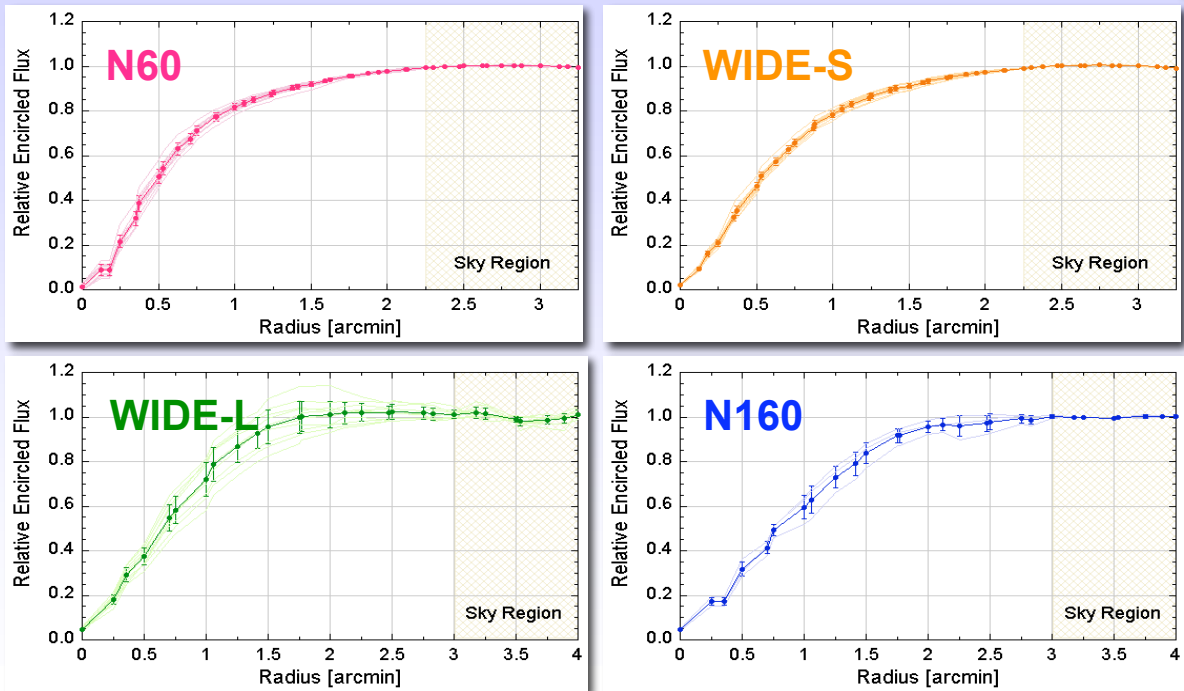 N60
Relative Encircled Flux
1.2
1.0
0.8
0.6
0.4
0.2
0.0
Sky Region
0 0.5 1 1.5 2 2.5 3
Radius [arcmin]
WIDE-S
Relative Encircled Flux
1.2
1.0
0.8
0.6
0.4
0.2
0.0
Sky Region
0 0.5 1 1.5 2 2.5 3
Radius [arcmin]
WIDE-L
Relative Encircled Flux
1.2
1.0
0.8
0.6
0.4
0.2
0.0
Sky Region
0 0.5 1 1.5 2 2.5 3 3.5 4
Radius [arcmin]
N160
Relative Encircled Flux
1.2
1.0
0.8
0.6
0.4
0.2
0.0
Sky Region
0 0.5 1 1.5 2 2.5 3 3.5 4
Radius [arcmin]